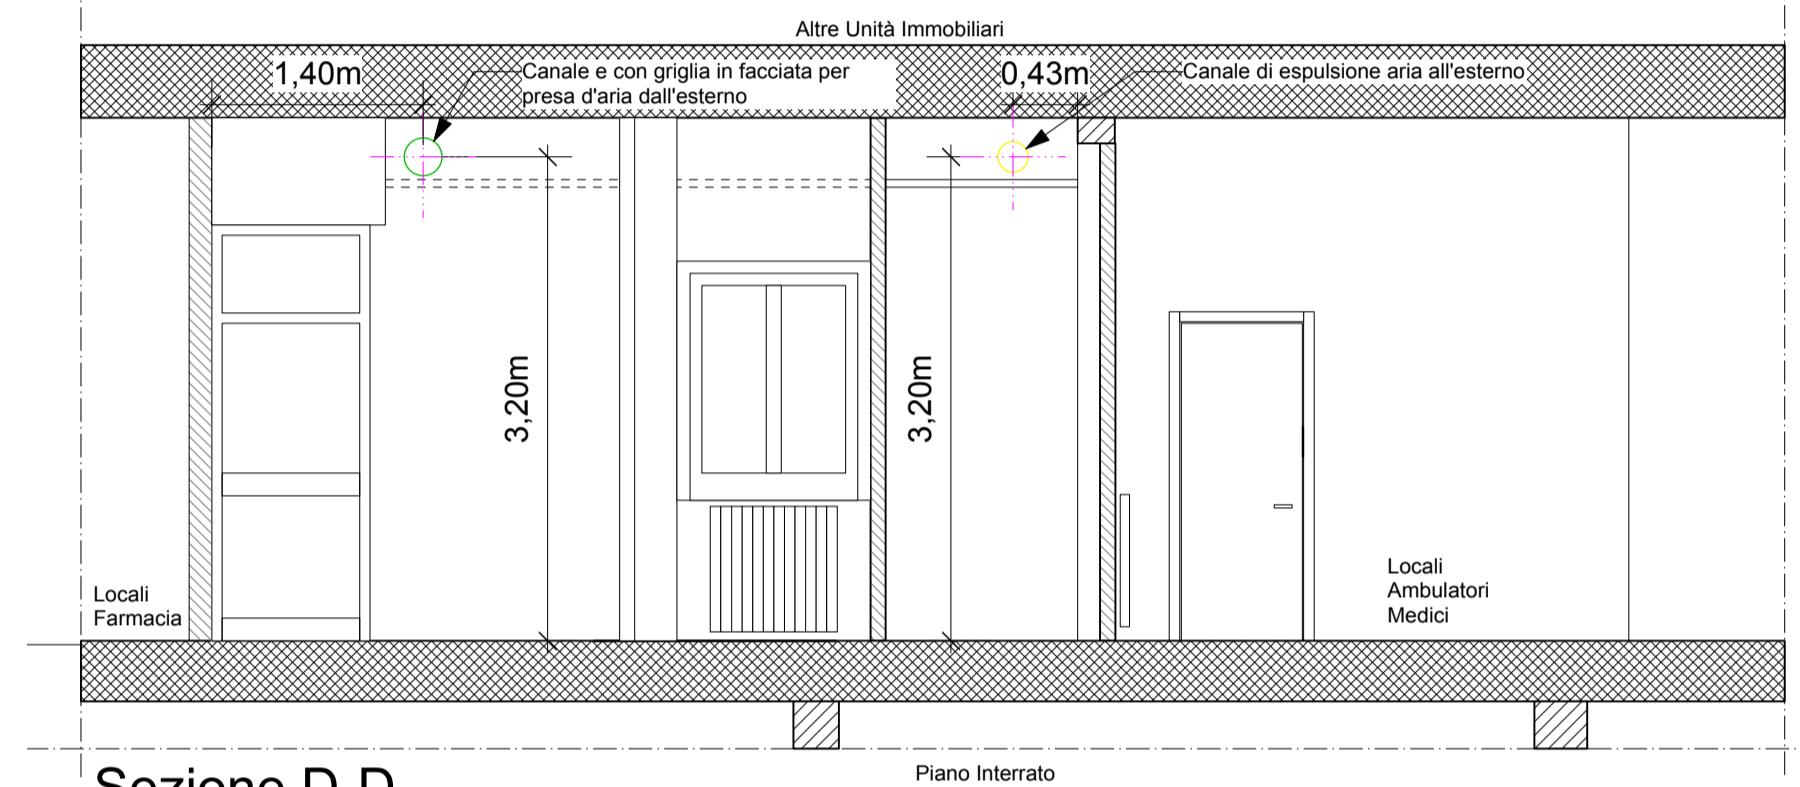 Altre Unità Immobiliari
1,40m
Canale e con griglia in facciata per
presa d'aria dall'esterno
0,43m
Canale di espulsione aria all'esterno
3,20m
3,20m
Locali
Farmacia
Locali
Ambulatori
Medici
Piano Interrato
Sezione D-D